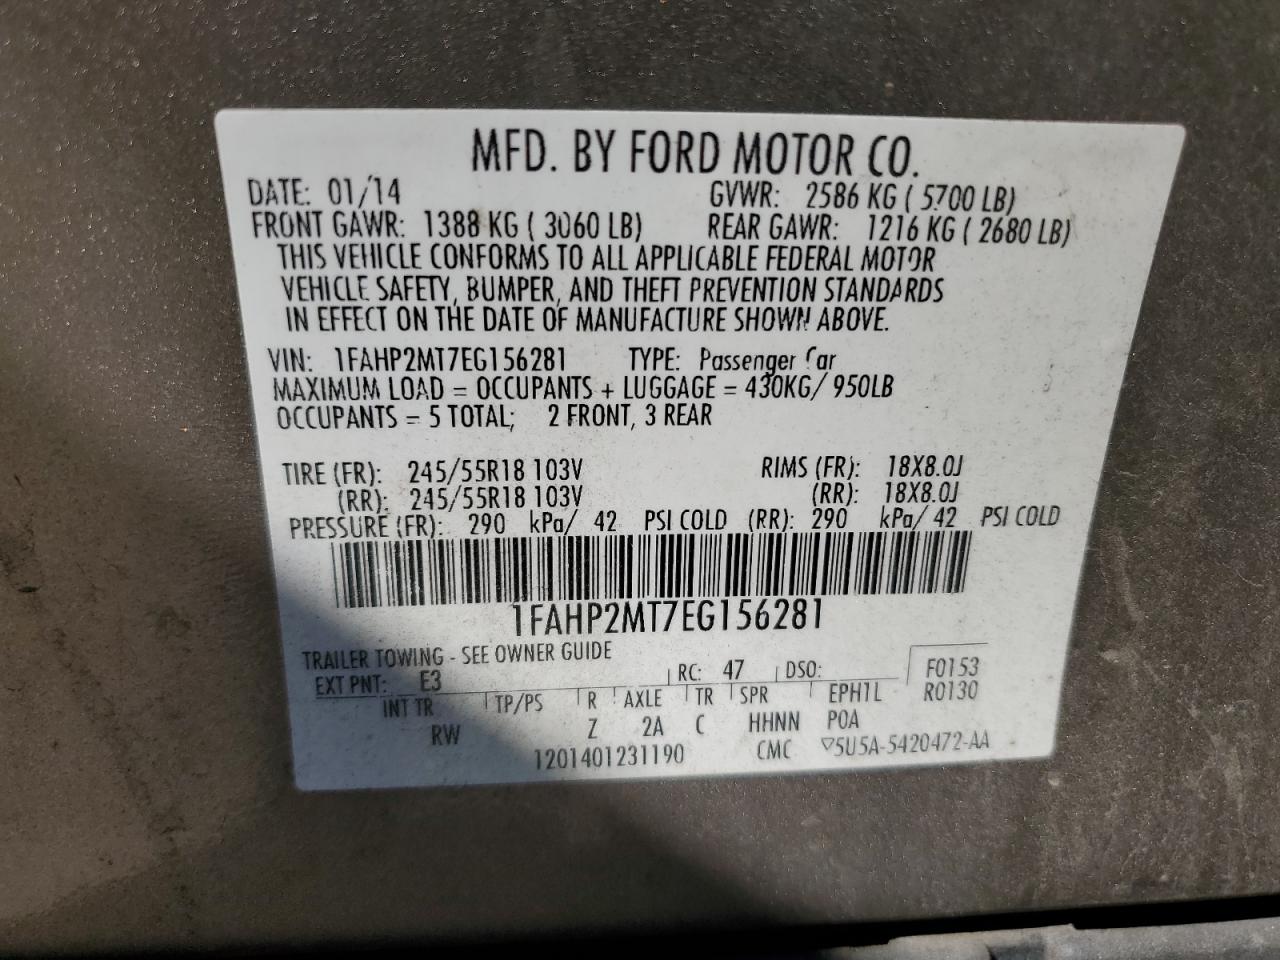 MFD. BY FORD MOTOR CO.
DATE: 01/14 GVWR: 2586 KG ( 5700 LB)
FRONT GAWR: 1388 KG ( 3060 LB) REAR GAWR: 1216 KG ( 2680 LB)
THIS VEHICLE CONFORMS TO ALL APPLICABLE FEDERAL MOTOR
VEHICLE SAFETY, BUMPER, AND THEFT PREVENTION STANDARDS
IN EFFECT ON THE DATE OF MANUFACTURE SHOWN ABOVE.
VIN: 1FAHP2MT7EG156281 TYPE: Passenger Car
MAXIMUM LOAD = OCCUPANTS + LUGGAGE = 430KG/ 950LB
OCCUPANTS = 5 TOTAL; 2 FRONT, 3 REAR
TIRE (FR): 245/55R18 103V RIMS (FR): 18X8.0J
(RR): 245/55R18 103V (RR): 18X8.0J
PRESSURE (FR): 290 kPa/ 42 PSI COLD (RR): 290 kPa/ 42 PSI COLD
1FAHP2MT7EG156281
TRAILER TOWING - SEE OWNER GUIDE
EXT PNT: E3 RC: 47 DSO: F0153
INT TR TP/PS R AXLE TR SPR EPH1L R0130
RW Z 2A C HHNN POA
1201401231190 CMC ▽5U5A-5420472-AA